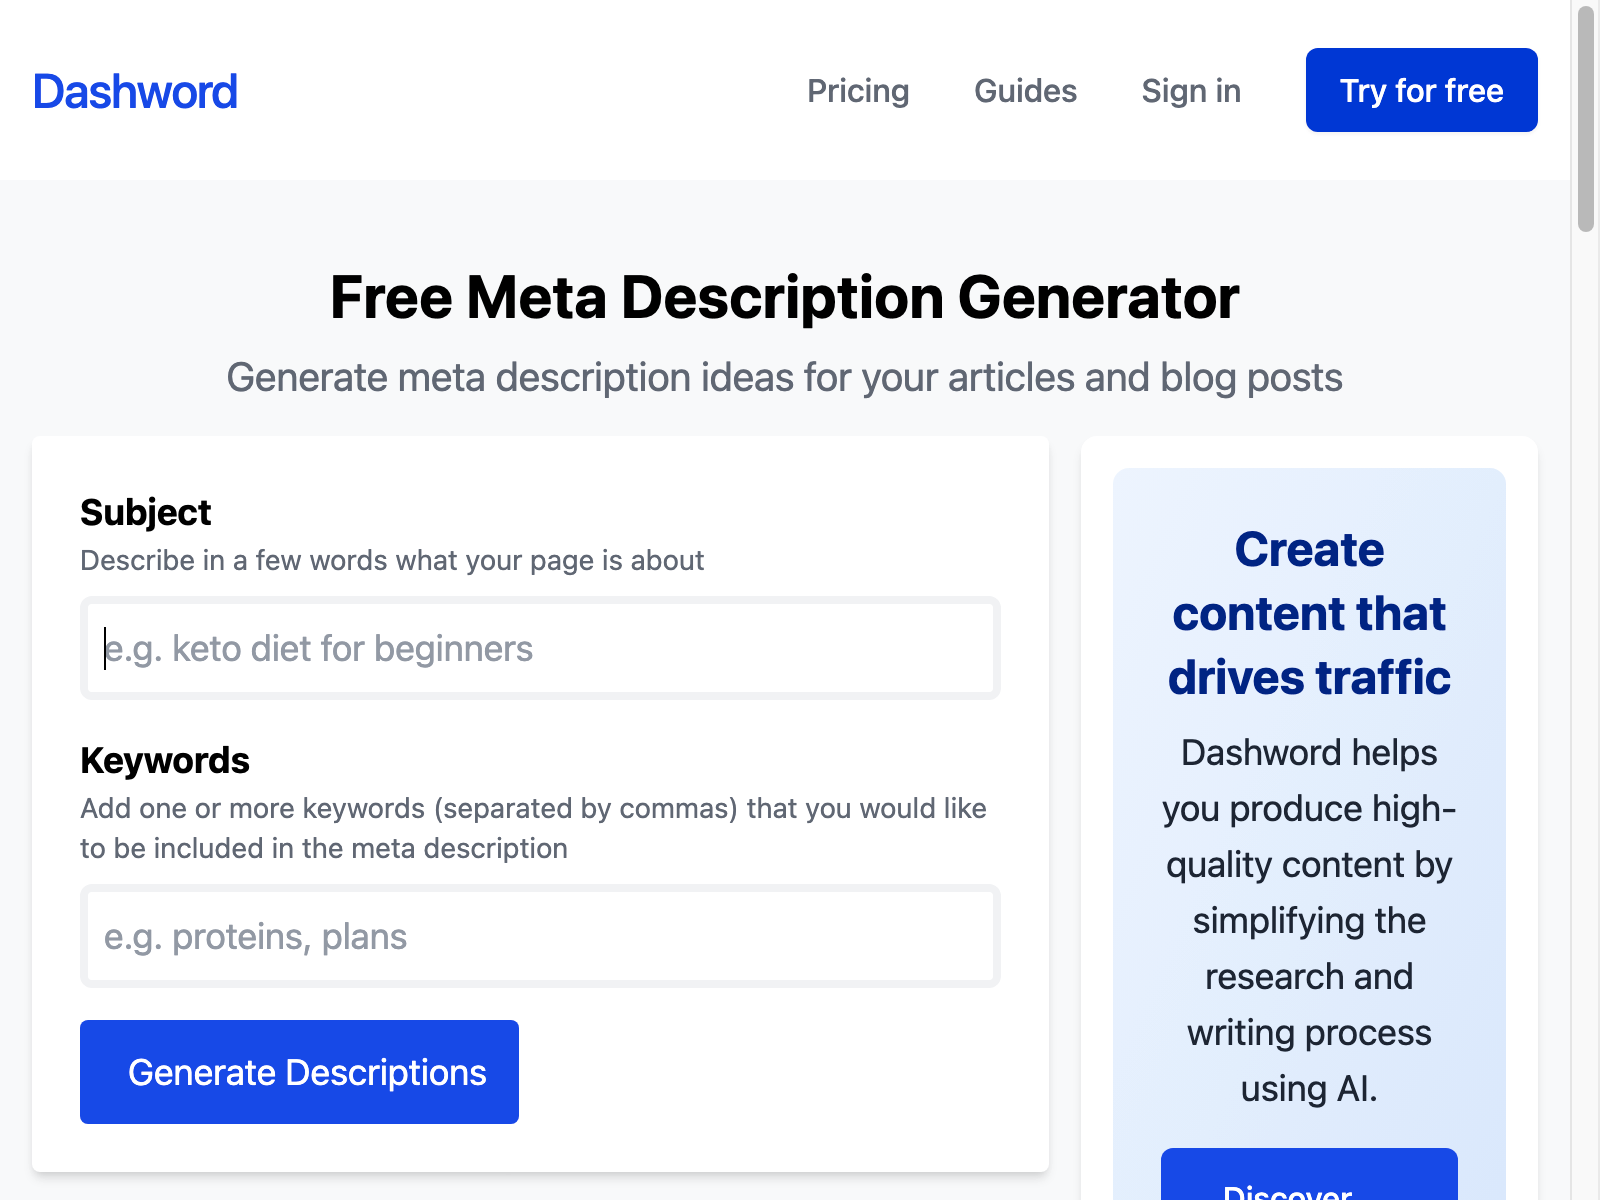 Dashword
Pricing
Guides
Sign in
Try for free
Free Meta Description Generator
Generate meta description ideas for your articles and blog posts
Subject
Describe in a few words what your page is about
e.g. keto diet for beginners
Keywords
Add one or more keywords (separated by commas) that you would like
to be included in the meta description
e.g. proteins, plans
Generate Descriptions
Create
content that
drives traffic
Dashword helps
you produce high-
quality content by
simplifying the
research and
writing process
using AI.
Discover